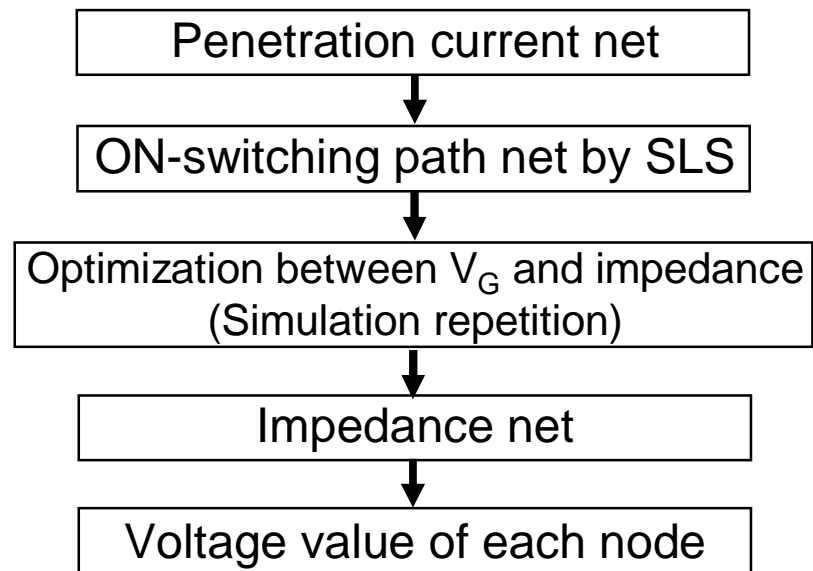 Penetration current net
ON-switching path net by SLS
Optimization between V_G and impedance
(Simulation repetition)
Impedance net
Voltage value of each node